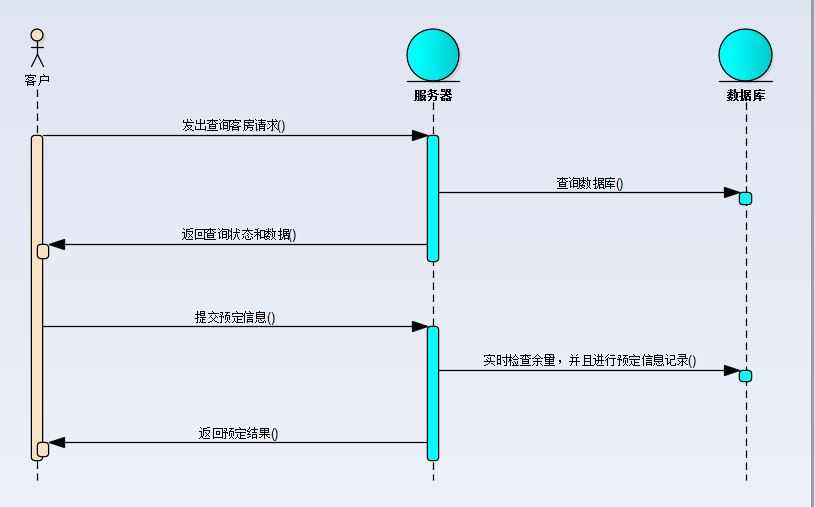 客户
服务器
数据库
发出查询客房请求()
查询数据库()
返回查询状态和数据()
提交预定信息()
实时检查余量，并且进行预定信息记录()
返回预定结果()